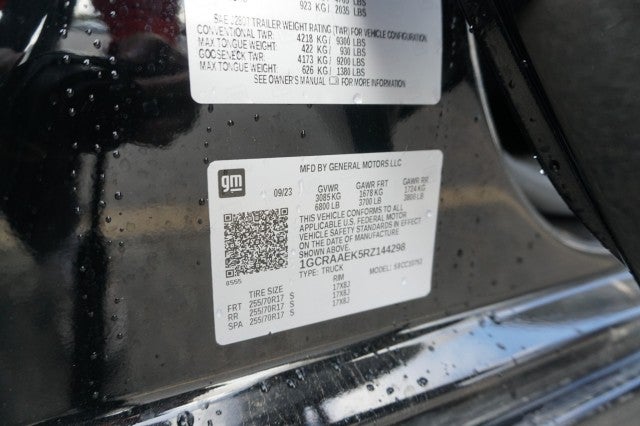 923 KG / 2035 LBS
SAE J2807 TRAILER WEIGHT RATING (TWR) FOR VEHICLE CONFIGURATION
CONVENTIONAL TWR: 4218 KG / 9300 LBS
MAX TONGUE WEIGHT: 422 KG / 930 LBS
GOOSENECK TWR: 4173 KG / 9200 LBS
MAX TONGUE WEIGHT: 626 KG / 1380 LBS
SEE OWNER'S MANUAL FOR MORE INFORMATION
gm
MFD BY GENERAL MOTORS LLC
09/23 GVWR GAWR FRT GAWR RR
3085 KG 1678 KG 1724 KG
6800 LB 3700 LB 3800 LB
THIS VEHICLE CONFORMS TO ALL
APPLICABLE U.S. FEDERAL MOTOR
VEHICLE SAFETY STANDARDS IN EFFECT
ON THE DATE OF MANUFACTURE
1GCRAAEK5RZ144298
TYPE: TRUCK MODEL:
0555
TIRE SIZE RIM
FRT 255/70R17 S 17X8J
RR 255/70R17 S 17X8J
SPA 255/70R17 S 17X8J